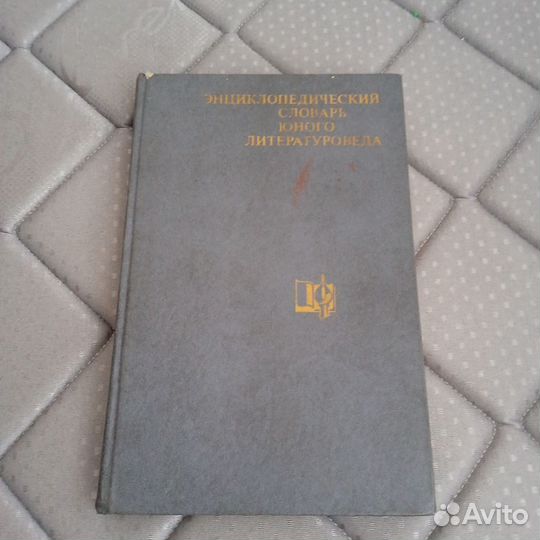 ЭНЦИКЛОПЕДИЧЕСКИЙ
СЛОВАРЬ
ЮНОГО
ЛИТЕРАТУРОВЕДА
Avito